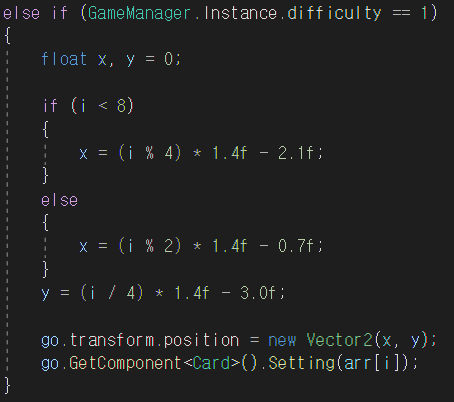 else if (GameManager.Instance.difficulty == 1)
{
float x, y = 0;
if (i < 8)
{
x = (i % 4) * 1.4f - 2.1f;
}
else
{
x = (i % 2) * 1.4f - 0.7f;
}
y = (i / 4) * 1.4f - 3.0f;
go.transform.position = new Vector2(x, y);
go.GetComponent<Card>().Setting(arr[i]);
}